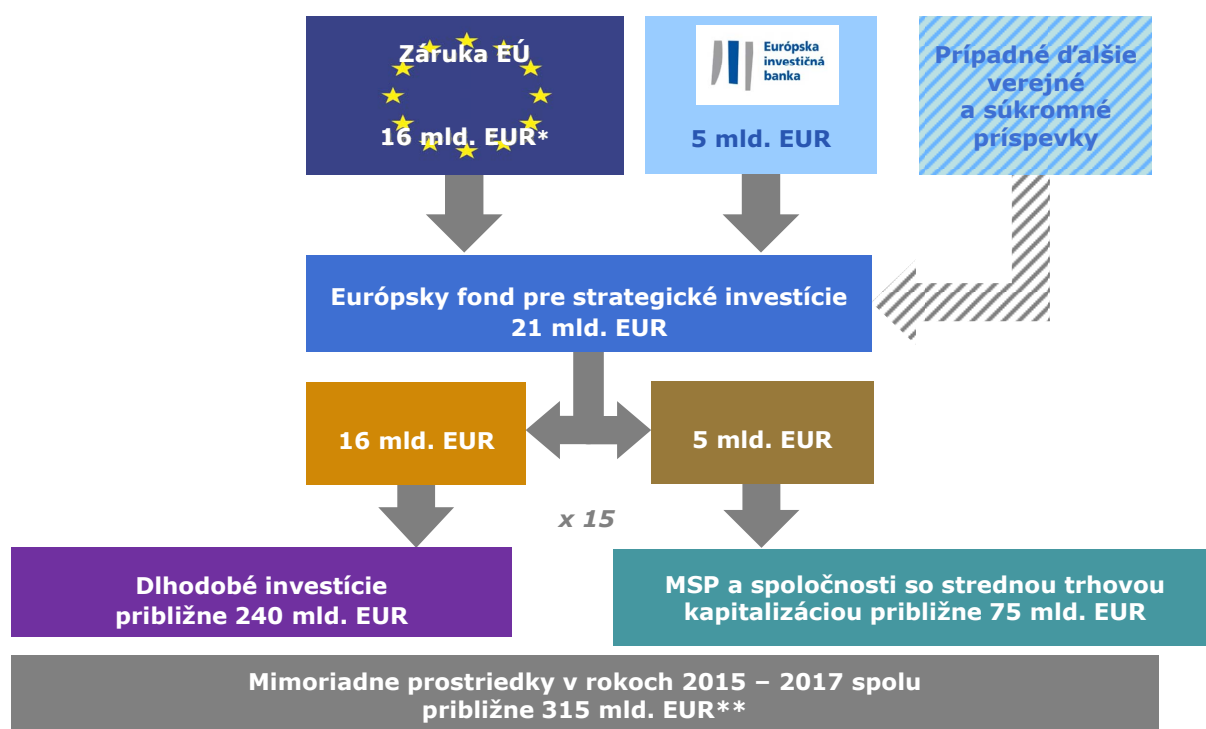 Záruka EÚ
16 mld. EUR*
Európska
investičná
banka
5 mld. EUR
Prípadné ďalšie
verejné
a súkromné
príspevky
Európsky fond pre strategické investície
21 mld. EUR
16 mld. EUR
5 mld. EUR
x 15
Dlhodobé investície
približne 240 mld. EUR
MSP a spoločnosti so strednou trhovou
kapitalizáciou približne 75 mld. EUR
Mimoriadne prostriedky v rokoch 2015 – 2017 spolu
približne 315 mld. EUR**